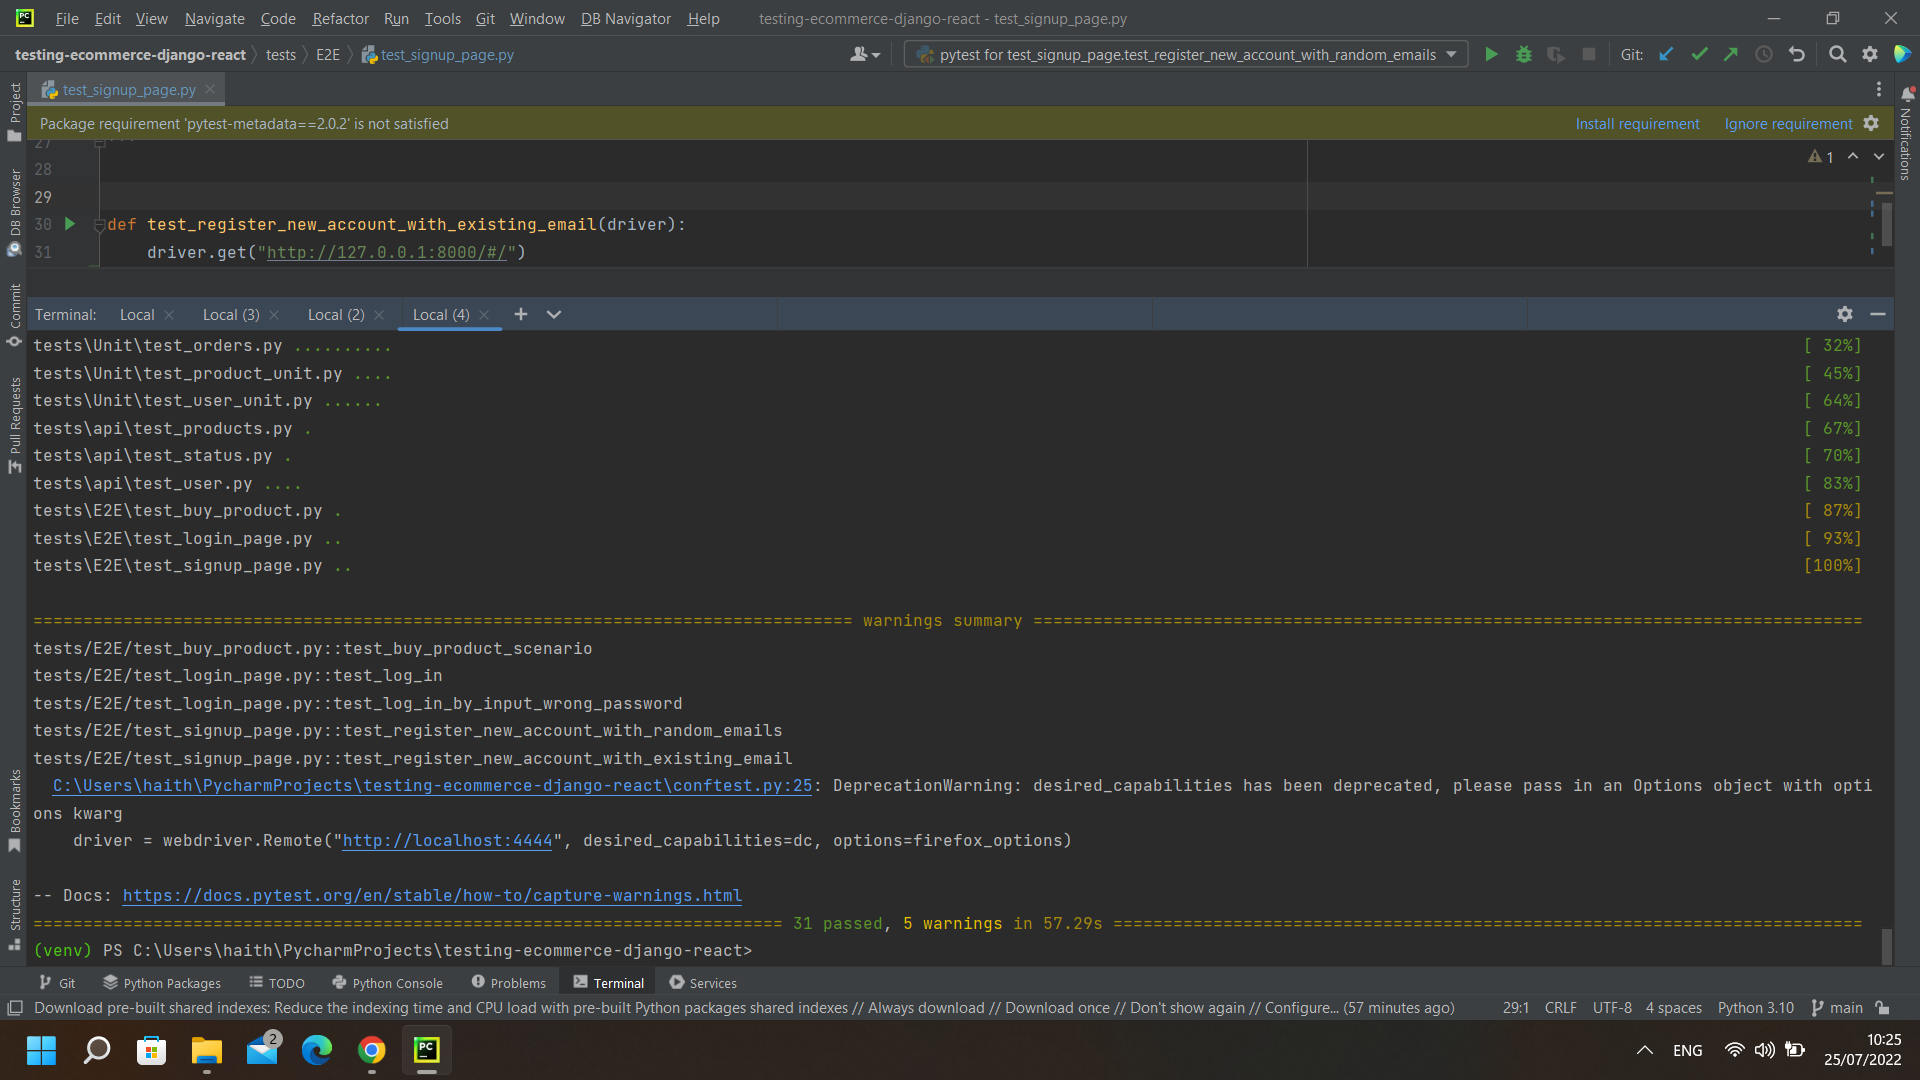 File Edit View Navigate Code Refactor Run Tools Git Window DB Navigator Help testing-ecommerce-django-react - test_signup_page.py
testing-ecommerce-django-react tests E2E test_signup_page.py pytest for test_signup_page.test_register_new_account_with_random_emails Git:
test_signup_page.py
Package requirement 'pytest-metadata==2.0.2' is not satisfied Install requirement Ignore requirement
27
28 1
29
30 def test_register_new_account_with_existing_email(driver):
31 driver.get("http://127.0.0.1:8000/#/")
Terminal: Local Local (3) Local (2) Local (4)
tests\Unit\test_orders.py .......... [ 32%]
tests\Unit\test_product_unit.py .... [ 45%]
tests\Unit\test_user_unit.py ...... [ 64%]
tests\api\test_products.py . [ 67%]
tests\api\test_status.py . [ 70%]
tests\api\test_user.py .... [ 83%]
tests\E2E\test_buy_product.py . [ 87%]
tests\E2E\test_login_page.py .. [ 93%]
tests\E2E\test_signup_page.py .. [100%]
================================================================================== warnings summary ===================================================================================
tests/E2E/test_buy_product.py::test_buy_product_scenario
tests/E2E/test_login_page.py::test_log_in
tests/E2E/test_login_page.py::test_log_in_by_input_wrong_password
tests/E2E/test_signup_page.py::test_register_new_account_with_random_emails
tests/E2E/test_signup_page.py::test_register_new_account_with_existing_email
C:\Users\haith\PycharmProjects\testing-ecommerce-django-react\conftest.py:25: DeprecationWarning: desired_capabilities has been deprecated, please pass in an Options object with opti
ons kwarg
driver = webdriver.Remote("http://localhost:4444", desired_capabilities=dc, options=firefox_options)
-- Docs: https://docs.pytest.org/en/stable/how-to/capture-warnings.html
=========================================================================== 31 passed, 5 warnings in 57.29s ===========================================================================
(venv) PS C:\Users\haith\PycharmProjects\testing-ecommerce-django-react>
Project
DB Browser
Commit
Pull Requests
Bookmarks
Structure
Notifications
Git Python Packages TODO Python Console Problems Terminal Services
Download pre-built shared indexes: Reduce the indexing time and CPU load with pre-built Python packages shared indexes // Always download // Download once // Don't show again // Configure... (57 minutes ago) 29:1 CRLF UTF-8 4 spaces Python 3.10 main
2
ENG
10:25
25/07/2022